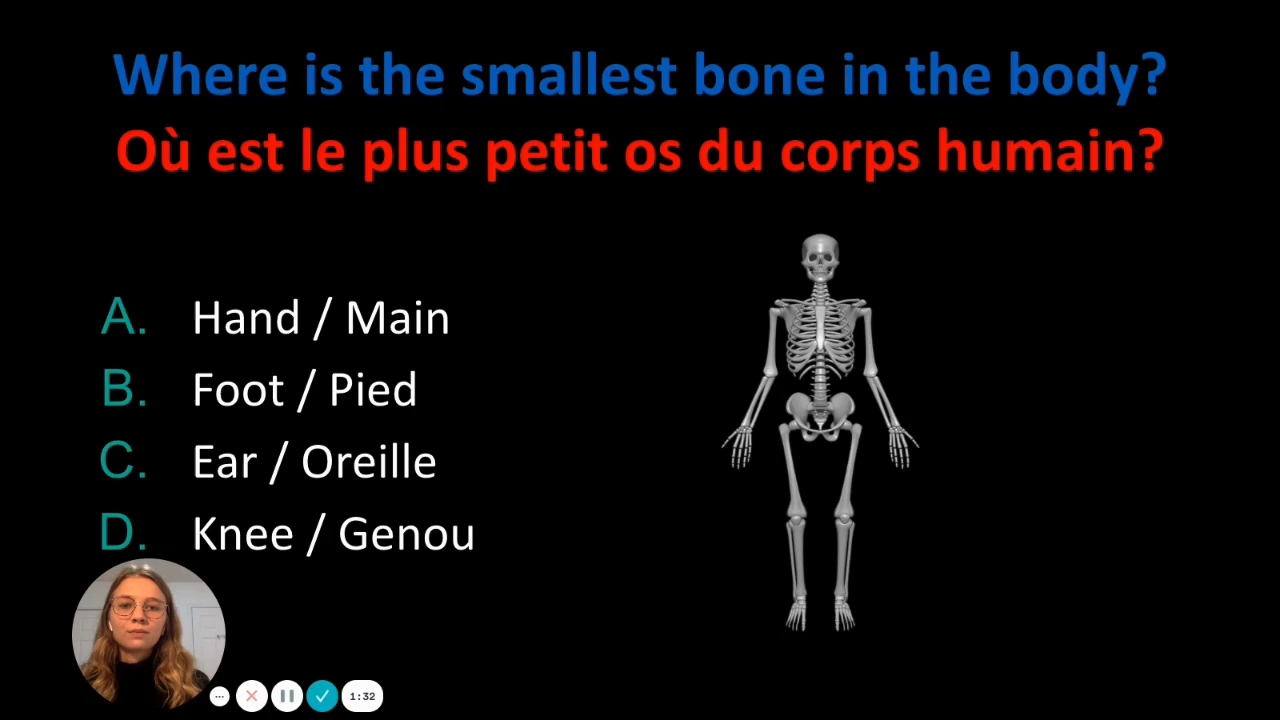 Where is the smallest bone in the body?
Où est le plus petit os du corps humain?
A. Hand / Main
B. Foot / Pied
C. Ear / Oreille
D. Knee / Genou
1:32